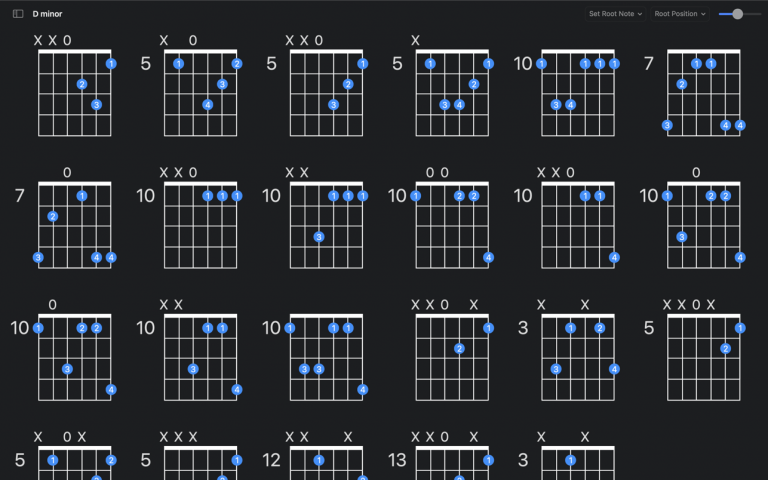 D minor Set Root Note Root Position
X X 0 X 0 X X 0 X
1 5 1 2 5 1 5 1 1 10 1 1 1 1 7 1 1
2 3 2 2 2
3 4 3 3 4 3 4
3 4 4
0 X X 0 X X 0 0 X X 0 0
7 1 10 1 1 1 10 1 1 1 10 1 2 2 10 1 1 10 1 2 2
2
3 3
3 4 4 4 4 4
0 X X X X 0 X X X X X 0 X
10 1 2 2 10 1 1 10 1 1 1 1 3 1 2 5 1
2 2
3 3 3 3 3 4
4 4 4
X 0 X X X X X X X X X 0 X X X
5 1 2 5 1 12 1 13 1 3 1